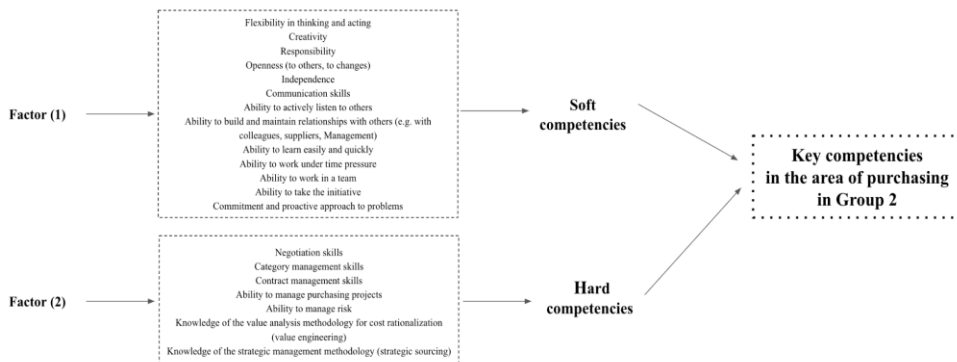 Factor (1)
Flexibility in thinking and acting
Creativity
Responsibility
Openness (to others, to changes)
Independence
Communication skills
Ability to actively listen to others
Ability to build and maintain relationships with others (e.g. with
colleagues, suppliers, Management)
Ability to learn easily and quickly
Ability to work under time pressure
Ability to work in a team
Ability to take the initiative
Commitment and proactive approach to problems
Soft
competencies
Factor (2)
Negotiation skills
Category management skills
Contract management skills
Ability to manage purchasing projects
Ability to manage risk
Knowledge of the value analysis methodology for cost rationalization
(value engineering)
Knowledge of the strategic management methodology (strategic sourcing)
Hard
competencies
Key competencies
in the area of purchasing
in Group 2